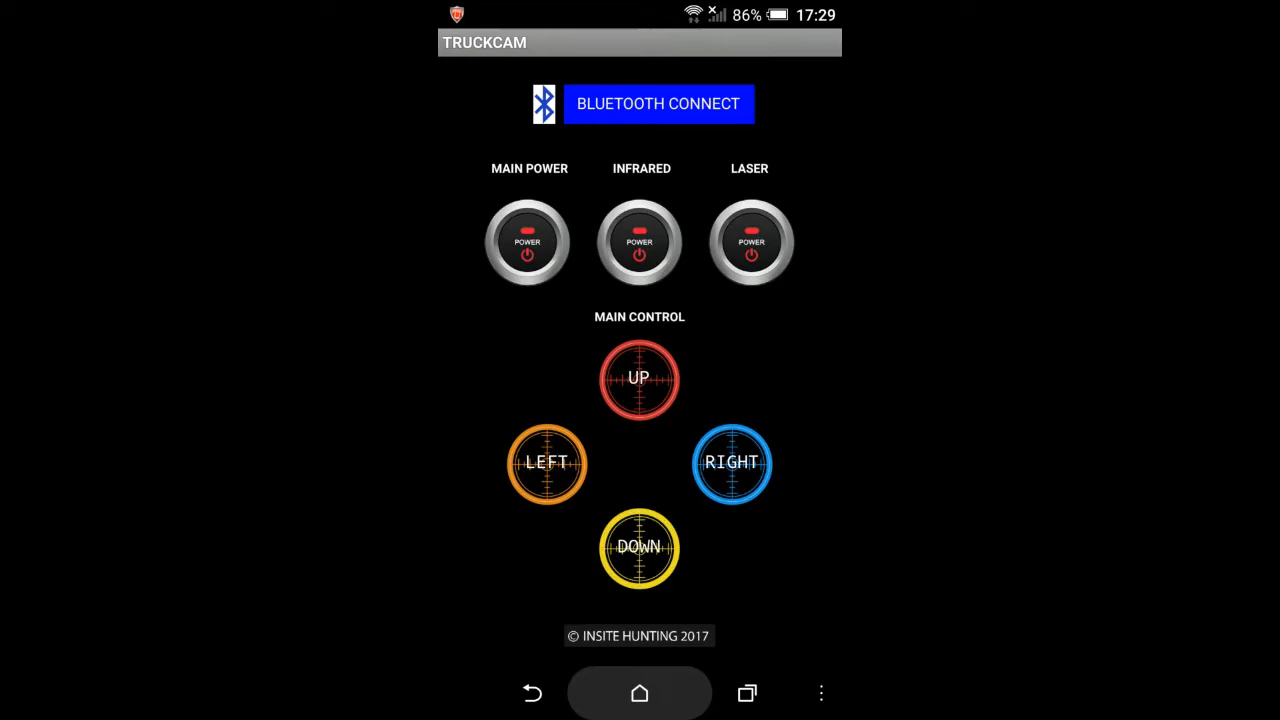 86% 17:29
TRUCKCAM
BLUETOOTH CONNECT
MAIN POWER INFRARED LASER
POWER POWER POWER
MAIN CONTROL
UP
LEFT RIGHT
DOWN
© INSITE HUNTING 2017